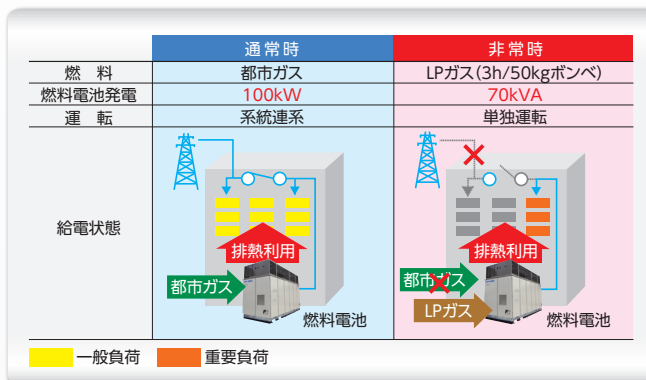 通常時 非常時
燃料 都市ガス LPガス(3h/50kgボンベ)
燃料電池発電 100kW 70kVA
運転 系統連系 単独運転
給電状態
排熱利用
都市ガス
燃料電池
排熱利用
都市ガス
LPガス
燃料電池
一般負荷 重要負荷